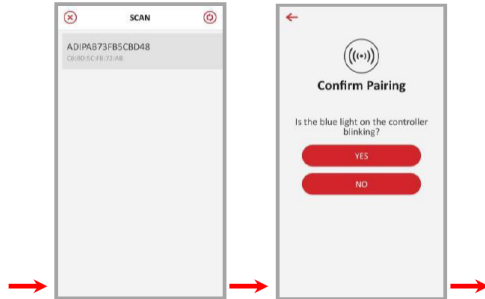 SCAN
ADIPAB73FB5CBD48
Confirm Pairing
Is the blue light on the controller
blinking?
YES
NO